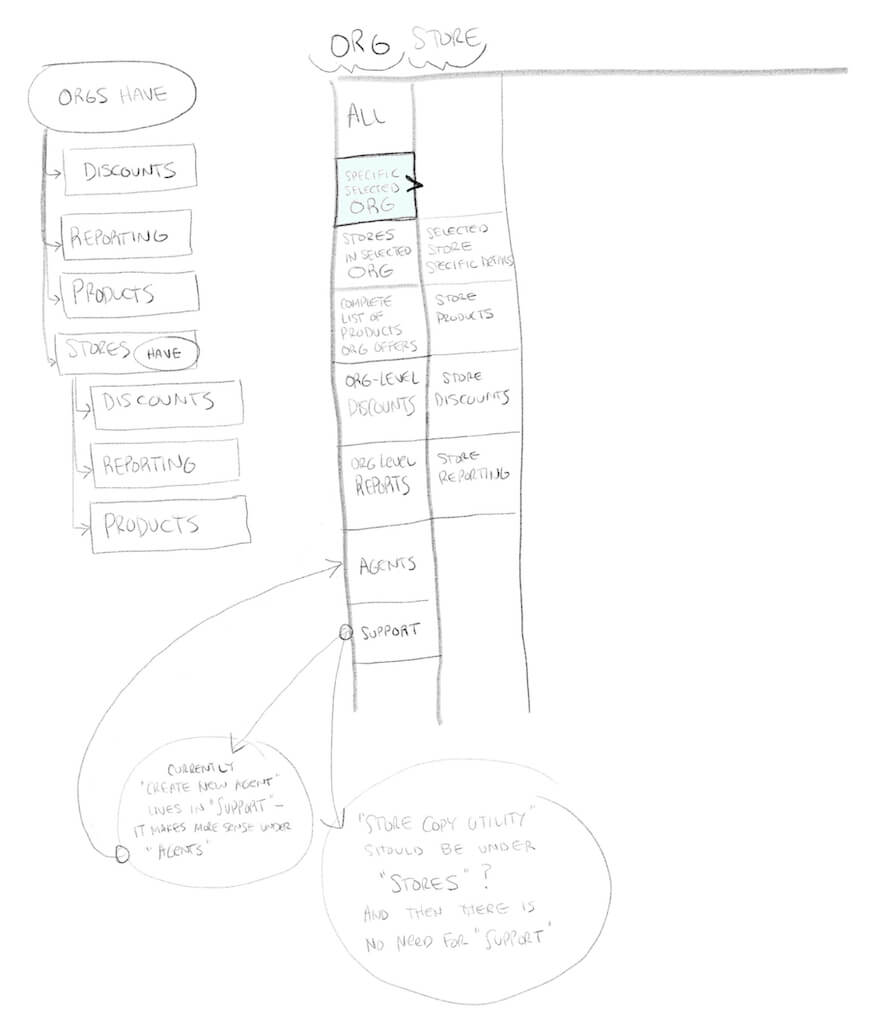 ORG STORE
ORGS HAVE
DISCOUNTS
REPORTING
PRODUCTS
STORES HAVE
DISCOUNTS
REPORTING
PRODUCTS
ALL
SPECIFIC
SELECTED
ORG
>
STORES
IN SELECTED
ORG
SELECTED
STORE
SPECIFIC DETAILS
COMPLETE
LIST OF
PRODUCTS
ORG OFFERS
STORE
PRODUCTS
ORG-LEVEL
DISCOUNTS
STORE
DISCOUNTS
ORG LEVEL
REPORTS
STORE
REPORTING
AGENTS
SUPPORT
CURRENTLY
"CREATE NEW AGENT"
LIVES IN "SUPPORT" –
IT MAKES MORE SENSE UNDER
"AGENTS"
"STORE COPY UTILITY"
SHOULD BE UNDER
"STORES" ?
AND THEN THERE IS
NO NEED FOR "SUPPORT"